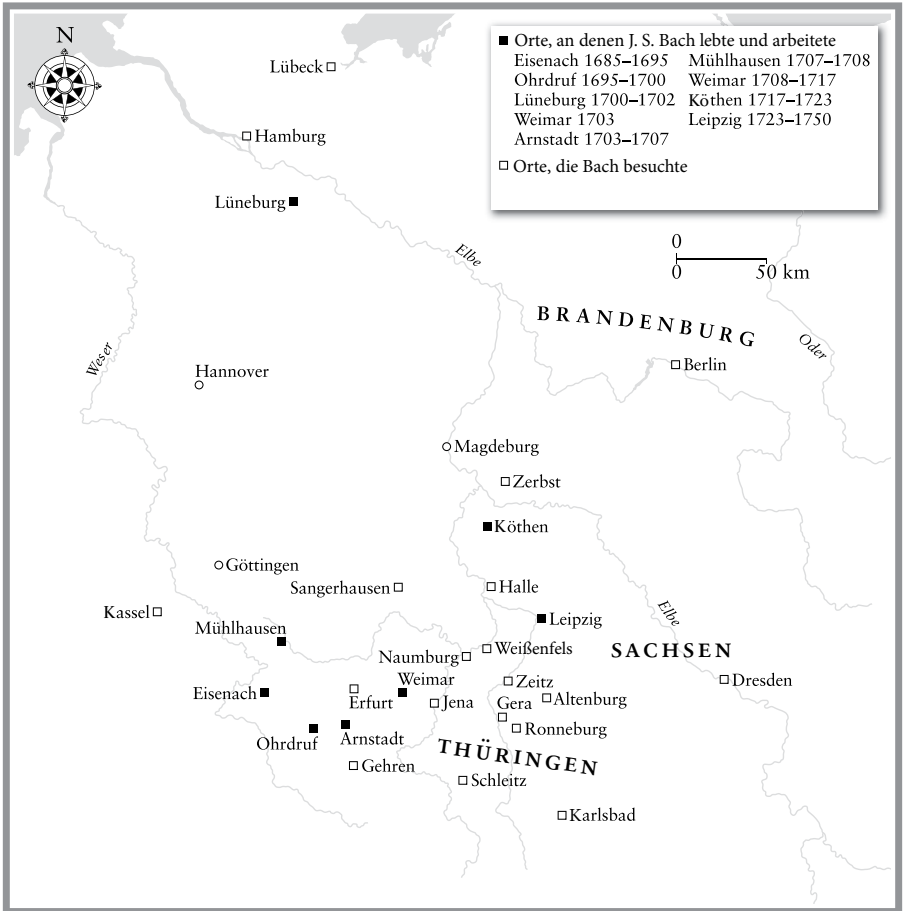 N
Lübeck
Hamburg
Lüneburg
■ Orte, an denen J. S. Bach lebte und arbeitete
Eisenach 1685–1695 Mühlhausen 1707–1708
Ohrdruf 1695–1700 Weimar 1708–1717
Lüneburg 1700–1702 Köthen 1717–1723
Weimar 1703 Leipzig 1723–1750
Arnstadt 1703–1707
□ Orte, die Bach besuchte
0
0 50 km
Elbe
BRANDENBURG
Oder
Weser
Berlin
Hannover
Magdeburg
Zerbst
Köthen
Göttingen
Sangerhausen
Halle
Kassel
Leipzig
Elbe
Mühlhausen
Weißenfels
SACHSEN
Naumburg
Weimar
Zeitz
Dresden
Eisenach
Erfurt
Jena
Gera
Altenburg
Ronneburg
Ohrdruf
Arnstadt
THÜRINGEN
Gehren
Schleitz
Karlsbad